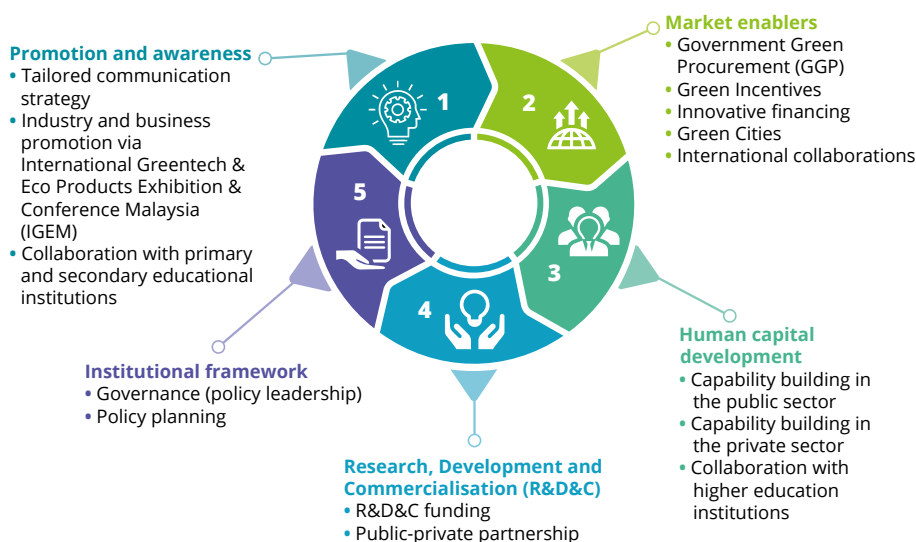 Promotion and awareness
• Tailored communication
strategy
• Industry and business
promotion via
International Greentech &
Eco Products Exhibition &
Conference Malaysia
(IGEM)
• Collaboration with primary
and secondary educational
institutions
1
2
3
4
5
Market enablers
• Government Green
Procurement (GGP)
• Green Incentives
• Innovative financing
• Green Cities
• International collaborations
Human capital
development
• Capability building in
the public sector
• Capability building in
the private sector
• Collaboration with
higher education
institutions
Research, Development and
Commercialisation (R&D&C)
• R&D&C funding
• Public-private partnership
Institutional framework
• Governance (policy leadership)
• Policy planning